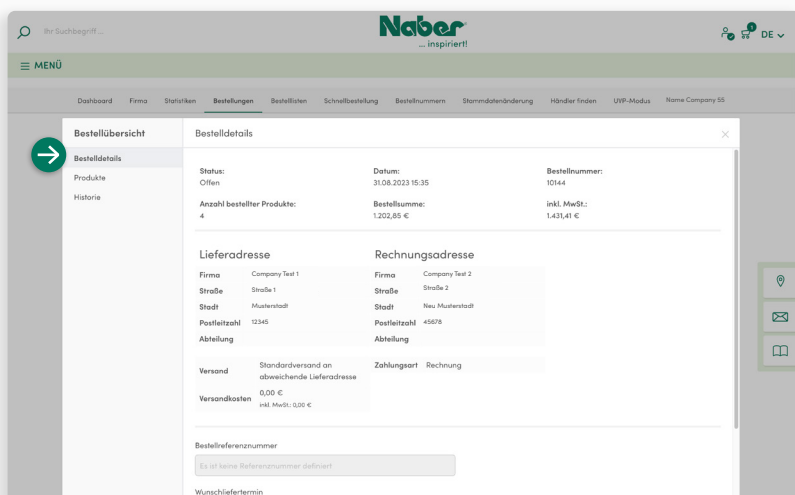 Ihr Suchbegriff ...
Naber
... inspiriert!
1
DE
MENÜ
Dashboard Firma Statistiken Bestellungen Bestelllisten Schnellbestellung Bestellnummern Stammdatenänderung Händler finden UVP-Modus Name Company 55
Bestellübersicht
Bestelldetails
Produkte
Historie
Bestelldetails
Status: Datum: Bestellnummer:
Offen 31.08.2023 15:35 10144
Anzahl bestellter Produkte: Bestellsumme: inkl. MwSt.:
4 1.202,85 € 1.431,41 €
Lieferadresse Rechnungsadresse
Firma Company Test 1 Firma Company Test 2
Straße Straße 1 Straße Straße 2
Stadt Musterstadt Stadt Neu Musterstadt
Postleitzahl 12345 Postleitzahl 45678
Abteilung Abteilung
Versand Standardversand an Zahlungsart Rechnung
abweichende Lieferadresse
Versandkosten 0,00 €
inkl. MwSt.: 0,00 €
Bestellreferenznummer
Es ist keine Referenznummer definiert
Wunschliefertermin